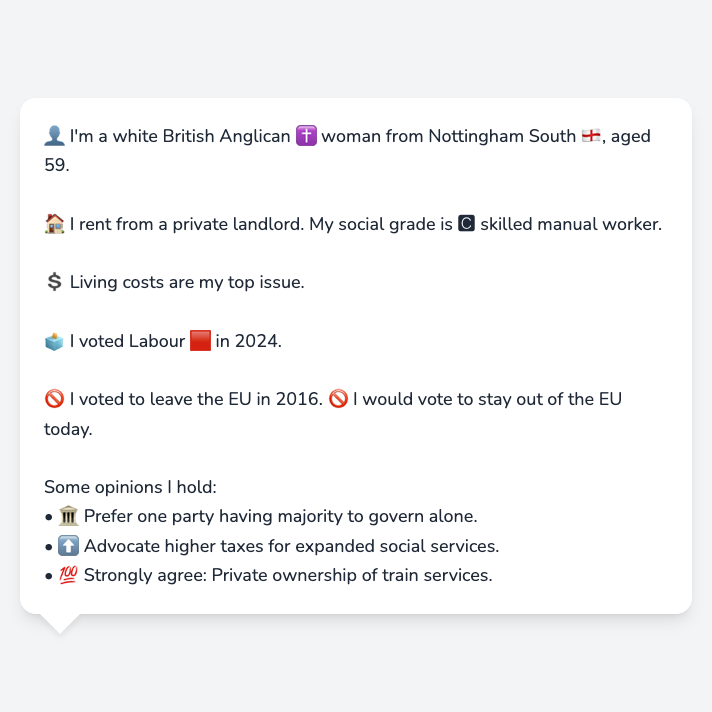 👤 I'm a white British Anglican ✝️ woman from Nottingham South 🏴󠁧󠁢󠁥󠁮󠁧󠁿, aged
59.
🏠 I rent from a private landlord. My social grade is 🅲 skilled manual worker.
💲 Living costs are my top issue.
🗳️ I voted Labour 🟥 in 2024.
🚫 I voted to leave the EU in 2016. 🚫 I would vote to stay out of the EU
today.
Some opinions I hold:
• 🏛️ Prefer one party having majority to govern alone.
• ⬆️ Advocate higher taxes for expanded social services.
• 💯 Strongly agree: Private ownership of train services.